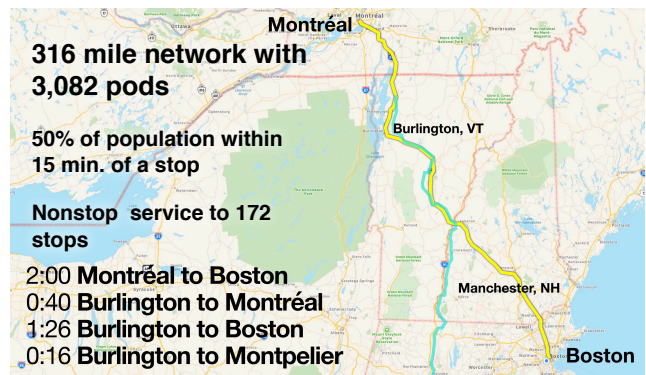 Montréal
316 mile network with
3,082 pods
Burlington, VT
50% of population within
15 min. of a stop
Nonstop service to 172
stops
2:00 Montréal to Boston
0:40 Burlington to Montréal
Manchester, NH
1:26 Burlington to Boston
0:16 Burlington to Montpelier
Boston